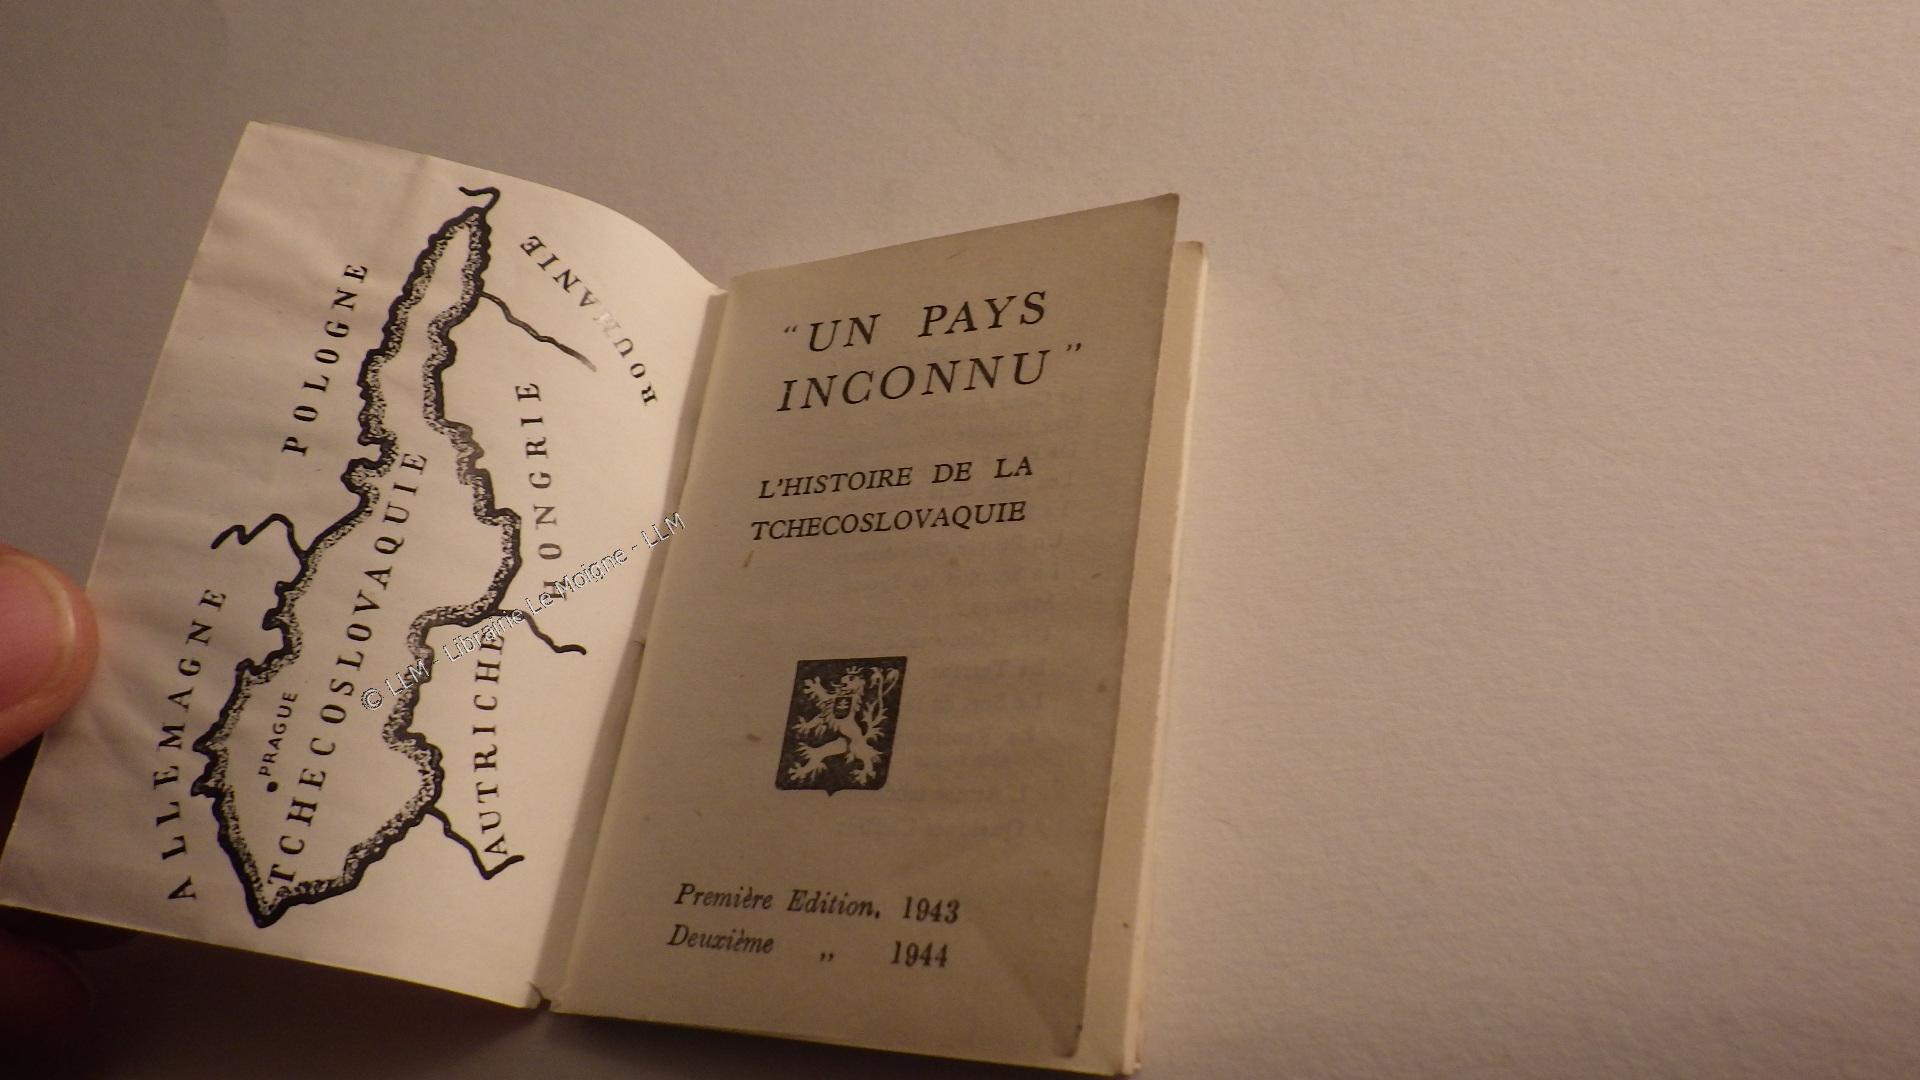 POLOGNE
ROUMANIE
ALLEMAGNE
PRAGUE
TCHECOSLOVAQUIE
HONGRIE
AUTRICHE
© LLM - Librairie Le Moigne - LLM
“UN PAYS
INCONNU”
L’HISTOIRE DE LA
TCHECOSLOVAQUIE
Première Edition, 1943
Deuxième „ 1944